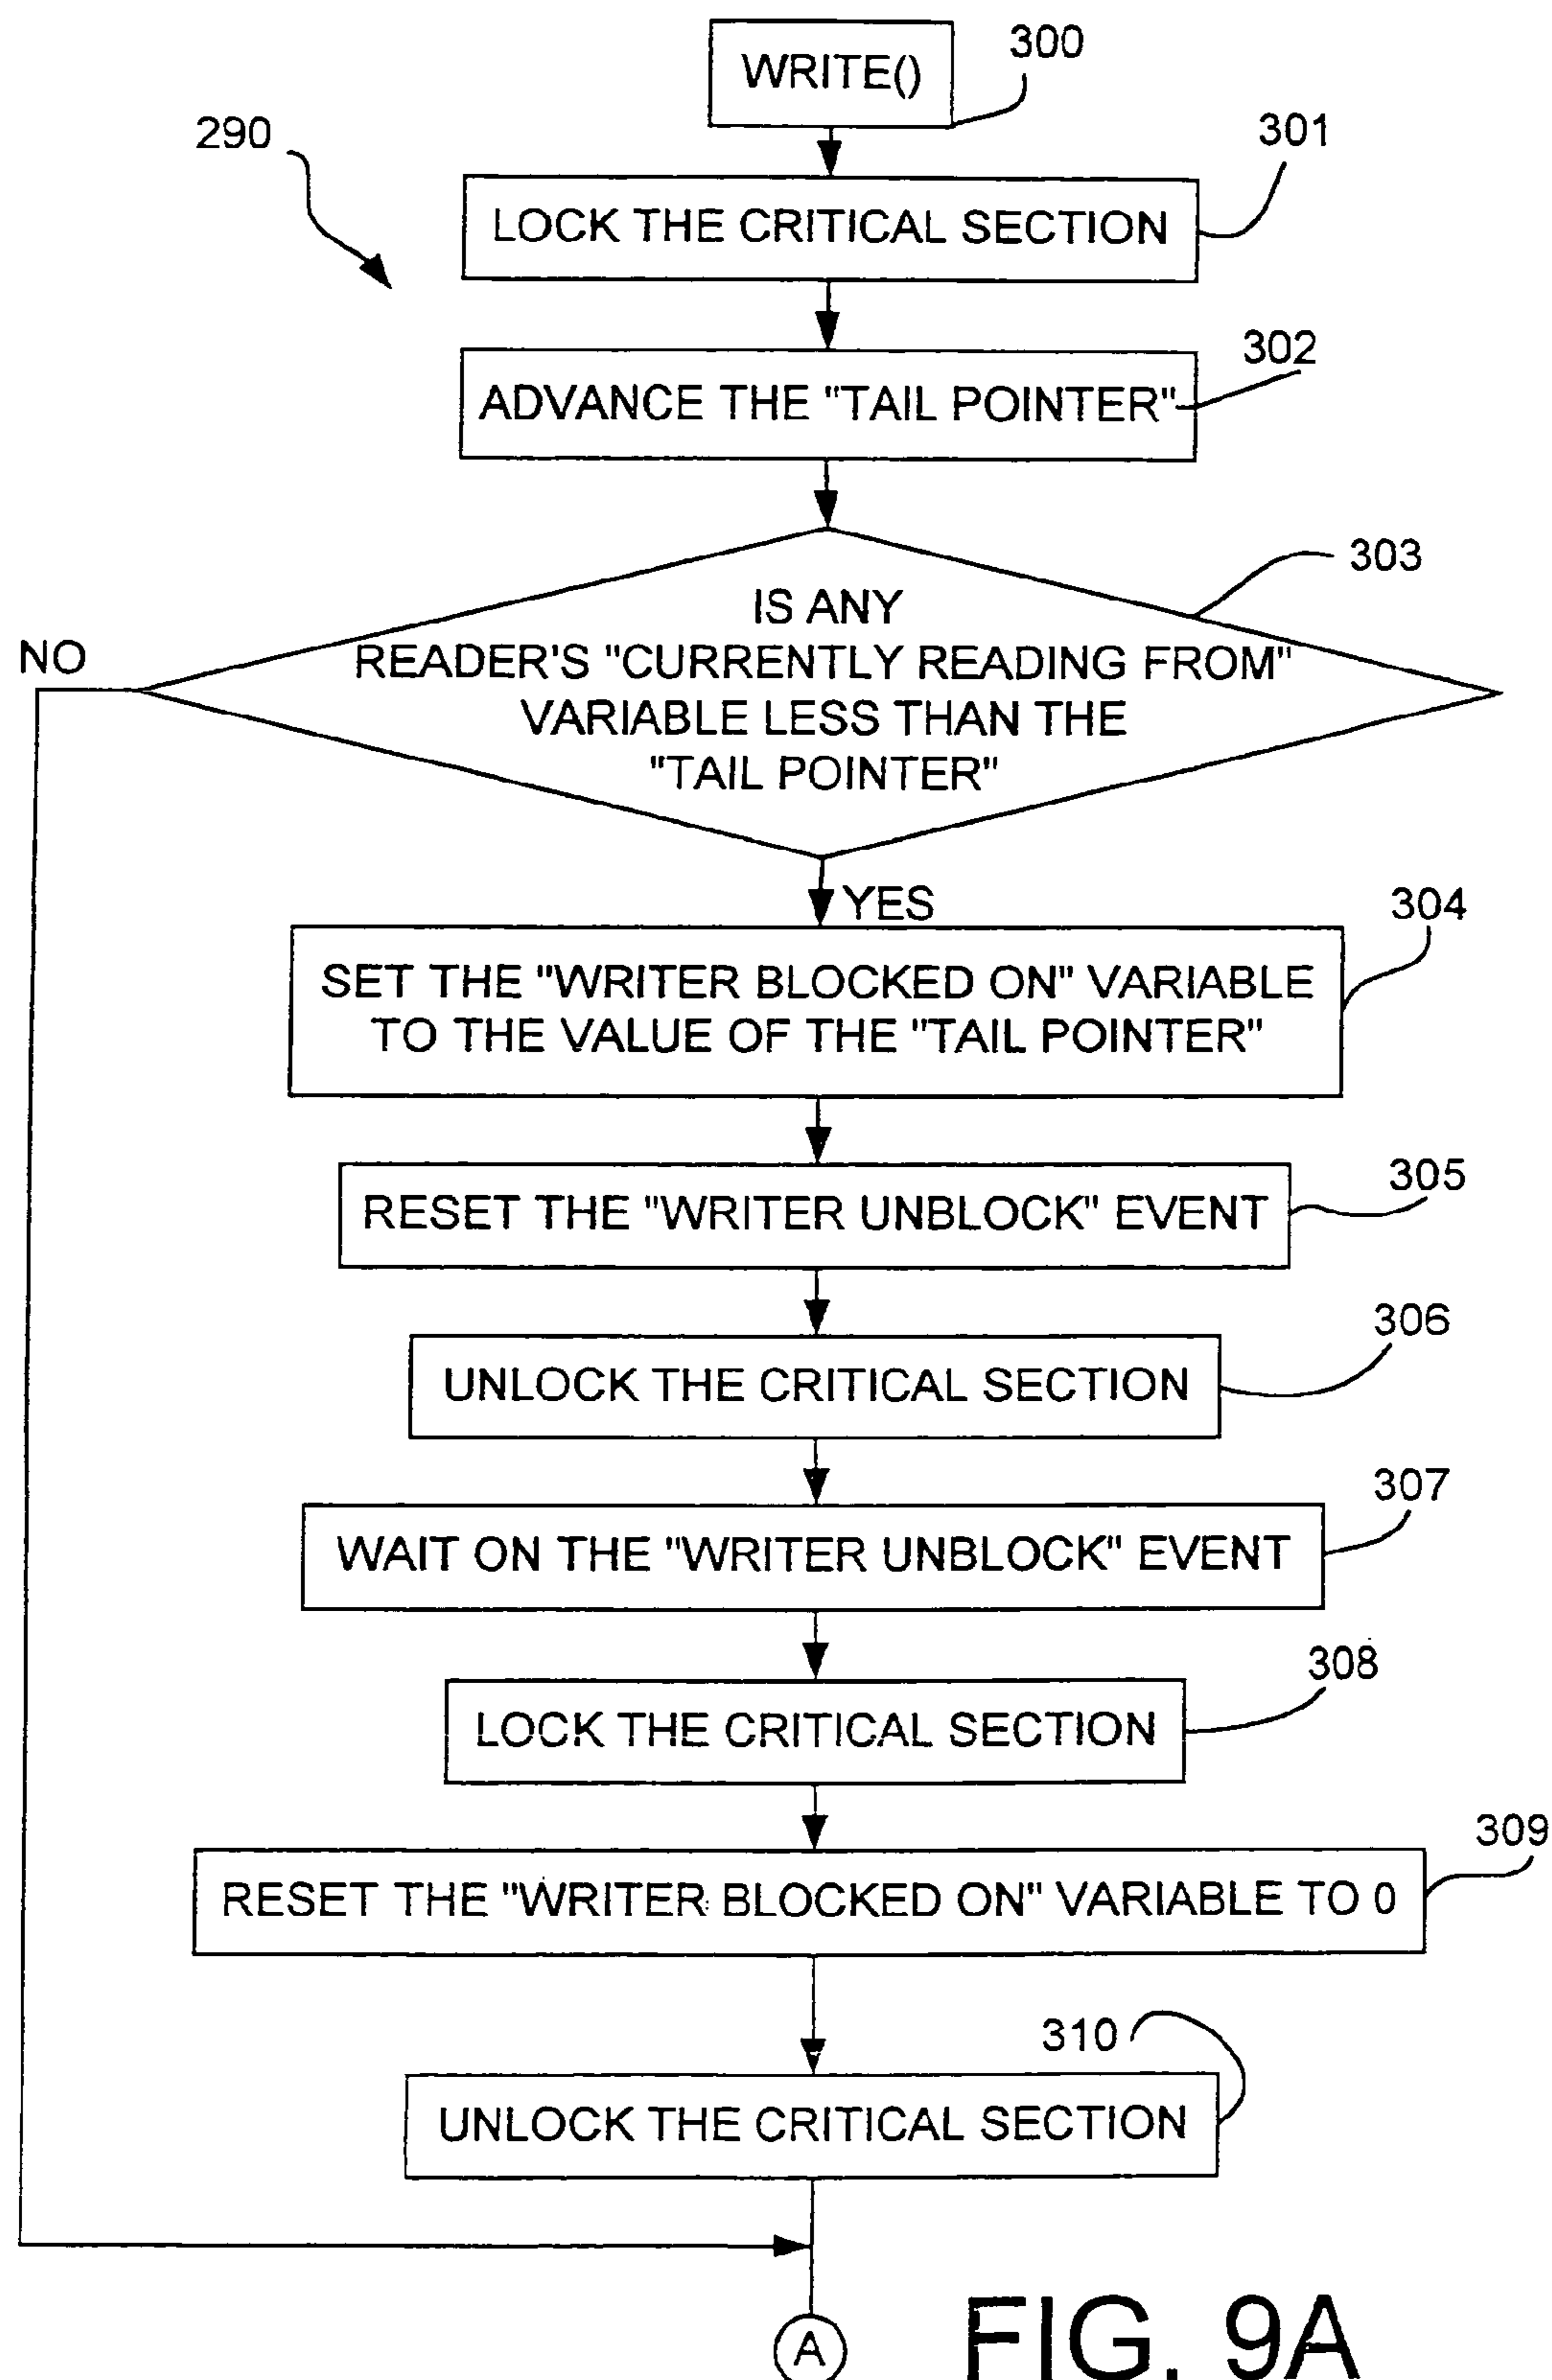 WRITE()
300
290
301
LOCK THE CRITICAL SECTION
302
ADVANCE THE "TAIL POINTER"
303
IS ANY
READER'S "CURRENTLY READING FROM"
VARIABLE LESS THAN THE
"TAIL POINTER"
NO
YES
304
SET THE "WRITER BLOCKED ON" VARIABLE
TO THE VALUE OF THE "TAIL POINTER"
305
RESET THE "WRITER UNBLOCK" EVENT
306
UNLOCK THE CRITICAL SECTION
307
WAIT ON THE "WRITER UNBLOCK" EVENT
308
LOCK THE CRITICAL SECTION
309
RESET THE "WRITER BLOCKED ON" VARIABLE TO 0
310
UNLOCK THE CRITICAL SECTION
A
FIG. 9A